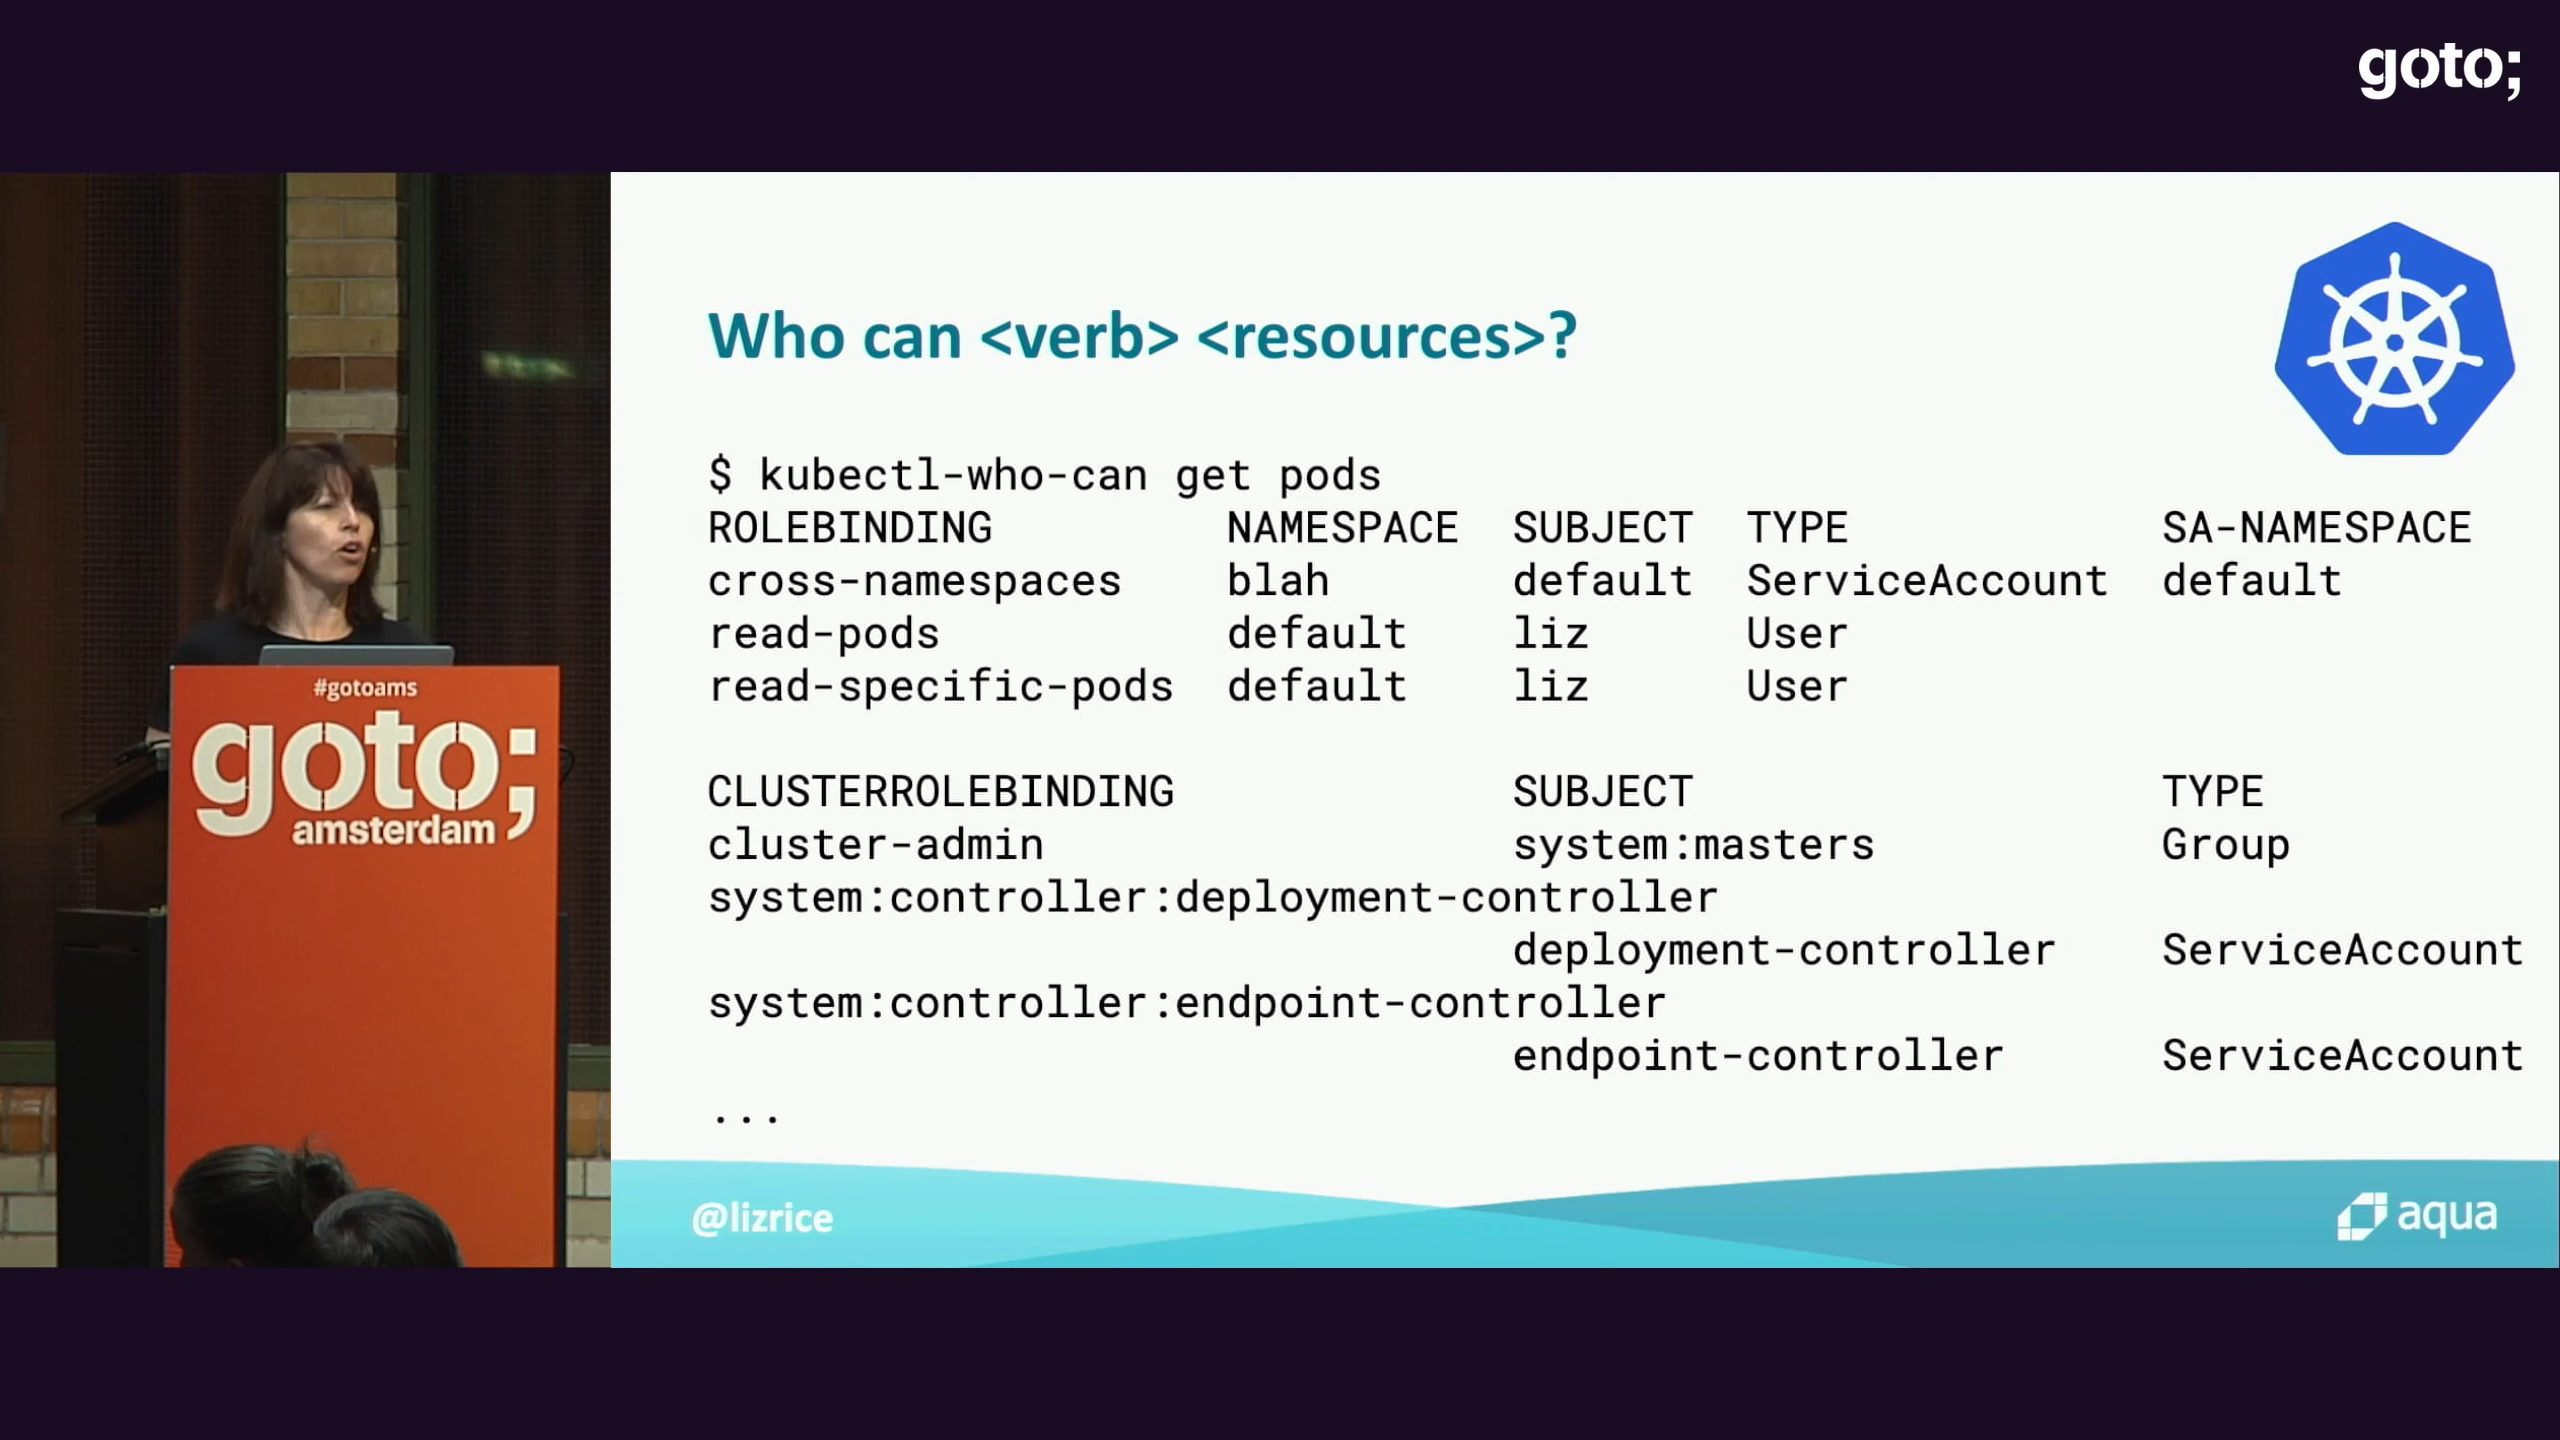 goto;
Who can <verb> <resources>?
$ kubectl-who-can get pods
ROLEBINDING NAMESPACE SUBJECT TYPE SA-NAMESPACE
cross-namespaces blah default ServiceAccount default
read-pods default liz User
read-specific-pods default liz User
CLUSTERROLEBINDING SUBJECT TYPE
cluster-admin system:masters Group
system:controller:deployment-controller
deployment-controller ServiceAccount
system:controller:endpoint-controller
endpoint-controller ServiceAccount
...
@lizrice
aqua
#gotoams
goto;
amsterdam